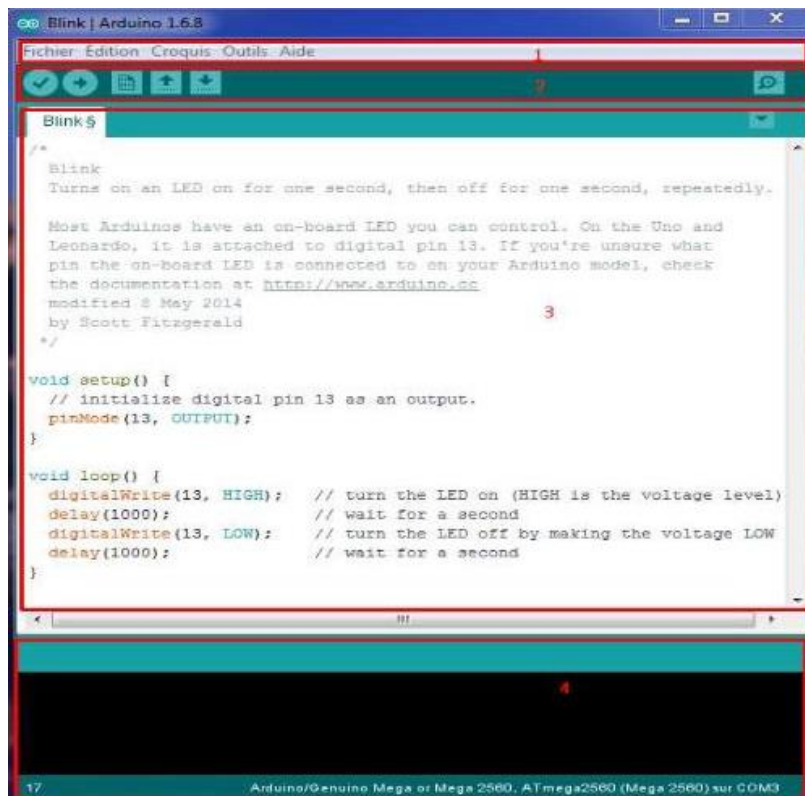 Blink | Arduino 1.6.8
Fichier Édition Croquis Outils Aide
1
2
Blink §
/*
Blink
Turns on an LED on for one second, then off for one second, repeatedly.
Most Arduinos have an on-board LED you can control. On the Uno and
Leonardo, it is attached to digital pin 13. If you're unsure what
pin the on-board LED is connected to on your Arduino model, check
the documentation at http://www.arduino.cc
modified 8 May 2014
by Scott Fitzgerald
3
*/
void setup() {
// initialize digital pin 13 as an output.
pinMode(13, OUTPUT);
}
void loop() {
digitalWrite(13, HIGH); // turn the LED on (HIGH is the voltage level)
delay(1000); // wait for a second
digitalWrite(13, LOW); // turn the LED off by making the voltage LOW
delay(1000); // wait for a second
}
4
17 Arduino/Genuino Mega or Mega 2560, ATmega2560 (Mega 2560) sur COM3